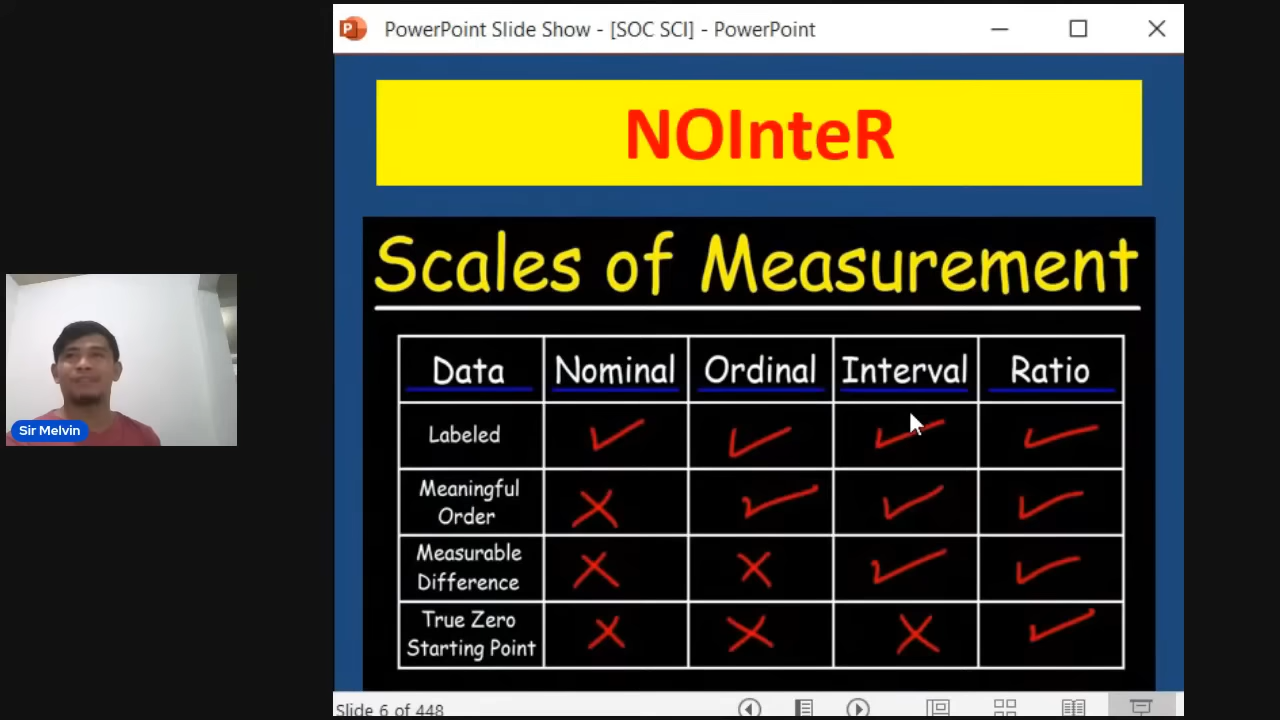 PowerPoint Slide Show - [SOC SCI] - PowerPoint
NOInteR
Scales of Measurement
Data Nominal Ordinal Interval Ratio
Labeled
Meaningful
Order
Measurable
Difference
True Zero
Starting Point
Sir Melvin
Slide 6 of 448